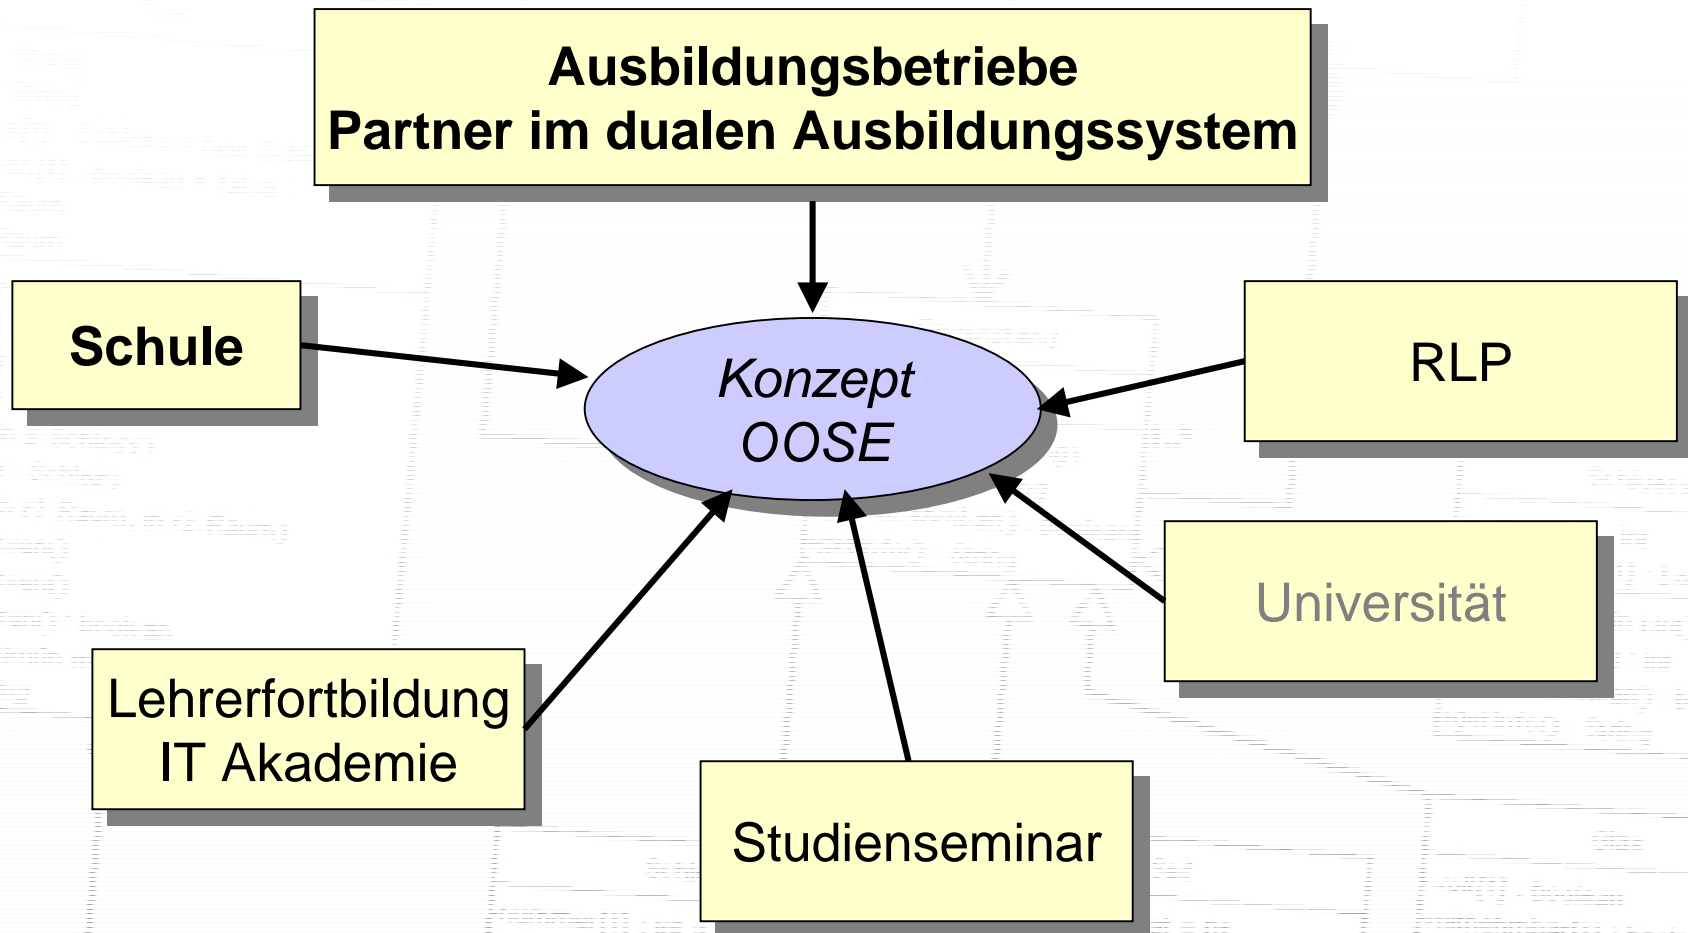 Ausbildungsbetriebe
Partner im dualen Ausbildungssystem
Schule
Konzept
OOSE
RLP
Universität
Lehrerfortbildung
IT Akademie
Studienseminar